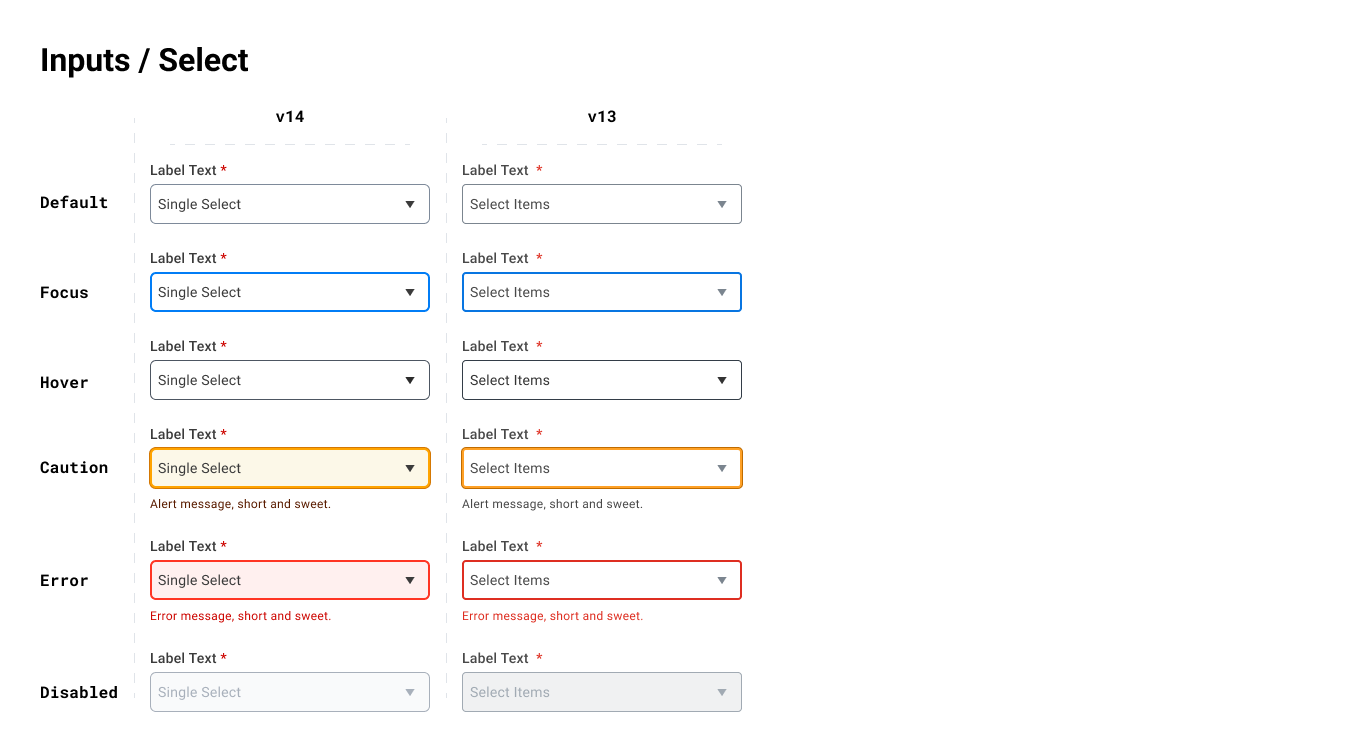 Inputs / Select
v14 v13
Label Text * Label Text *
Default Single Select Select Items
Label Text * Label Text *
Focus Single Select Select Items
Label Text * Label Text *
Hover Single Select Select Items
Label Text * Label Text *
Caution Single Select Select Items
Alert message, short and sweet. Alert message, short and sweet.
Label Text * Label Text *
Error Single Select Select Items
Error message, short and sweet. Error message, short and sweet.
Label Text * Label Text *
Disabled Single Select Select Items